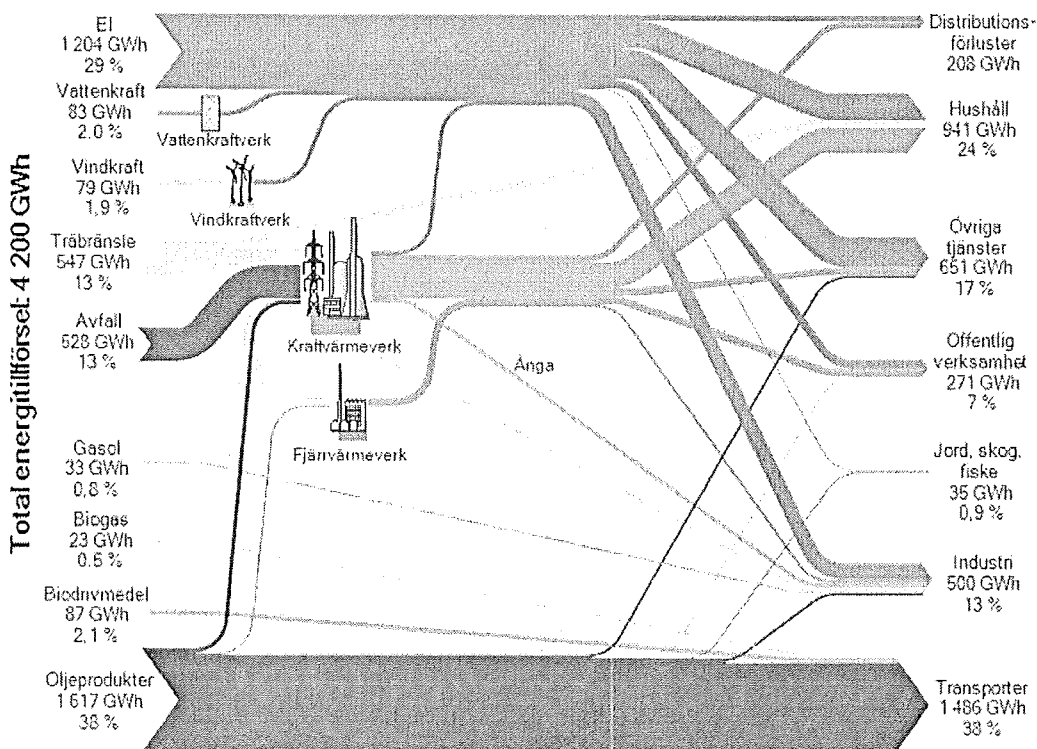 Total energitillförsel: 4 200 GWh
El
1 204 GWh
29 %
Vattenkraft
83 GWh
2.0 %
Vattenkraftverk
Vindkraft
79 GWh
1,9 %
Vindkraftverk
Träbränsle
547 GWh
13 %
Avfall
528 GWh
13 %
Kraftvärmeverk
Ånga
Fjärrvärmeverk
Gasol
33 GWh
0,8 %
Biogas
23 GWh
0.5 %
Biodrivmedel
87 GWh
2,1 %
Oljeprodukter
1 617 GWh
38 %
Distributions-
förluster
208 GWh
Hushåll
941 GWh
24 %
Övriga
tjänster
651 GWh
17 %
Offentlig
verksamhet
271 GWh
7 %
Jord, skog,
fiske
35 GWh
0,9 %
Industri
500 GWh
13 %
Transporter
1 486 GWh
38 %